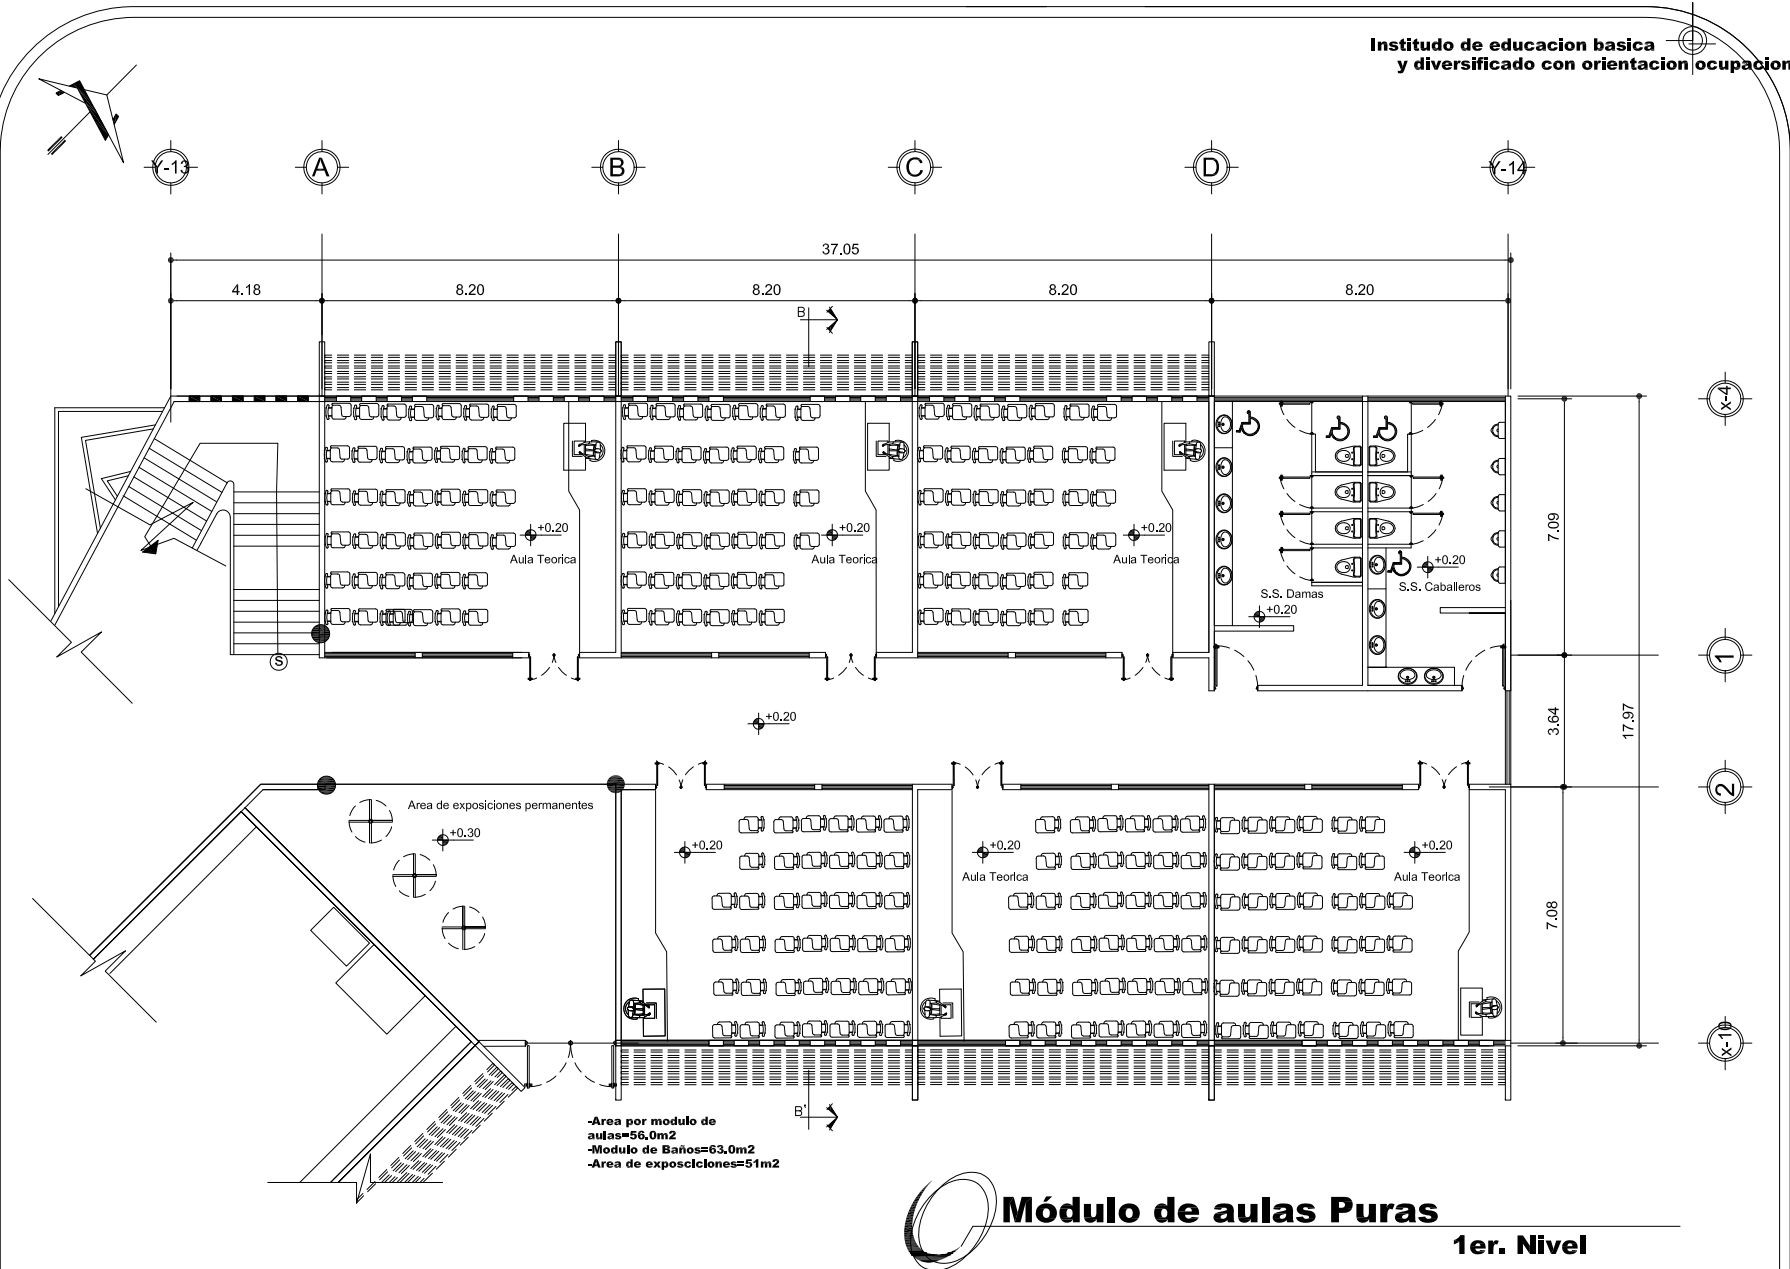 Institudo de educacion basica
y diversificado con orientacion ocupacion
Y-13
A
B
C
D
Y-14
37.05
4.18
8.20
8.20
8.20
8.20
B
X-4
+0.20
Aula Teorica
+0.20
Aula Teorica
+0.20
Aula Teorica
7.09
+0.20
S.S. Caballeros
S.S. Damas
+0.20
S
1
+0.20
3.64
17.97
2
Area de exposiciones permanentes
+0.30
+0.20
+0.20
Aula Teorica
+0.20
Aula Teorica
7.08
X-10
B'
-Area por modulo de
aulas=56.0m2
-Modulo de Baños=63.0m2
-Area de exposciciones=51m2
Módulo de aulas Puras
1er. Nivel